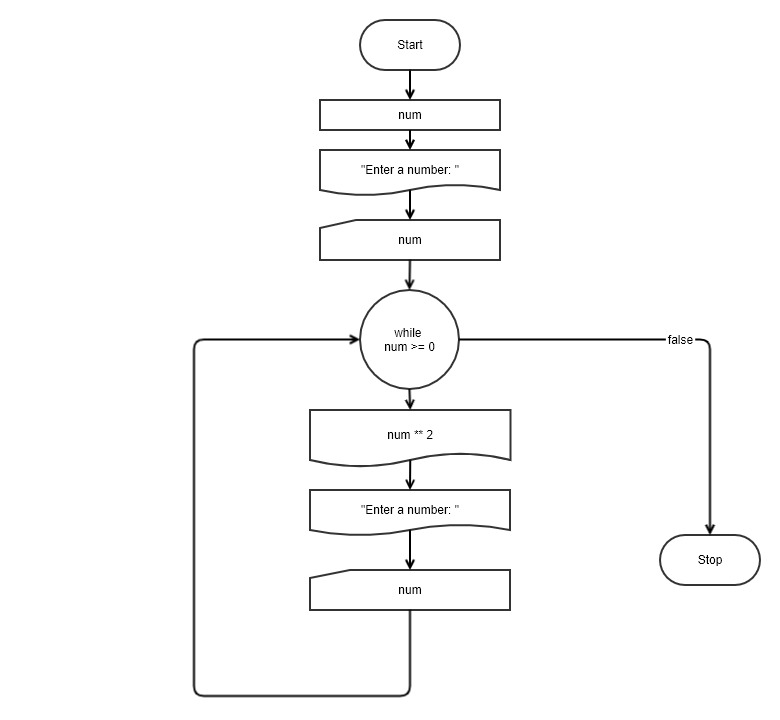 Start
num
"Enter a number: "
num
while
num >= 0
false
num ** 2
"Enter a number: "
Stop
num